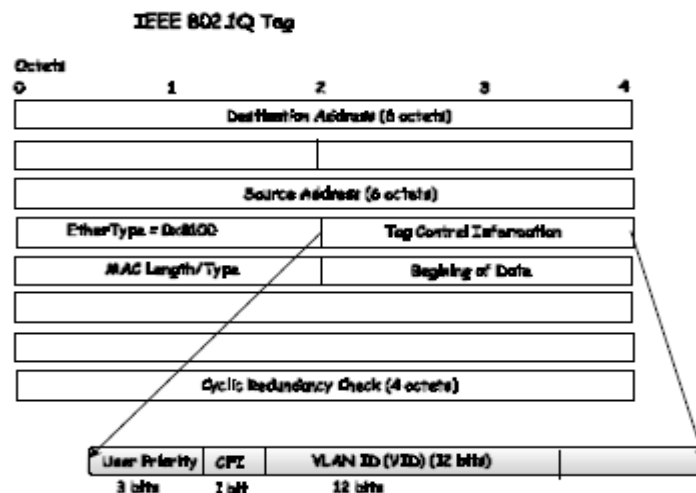 IEEE 802.1Q Tag
Octets
0 1 2 3 4
Destination Address (6 octets)
Source Address (6 octets)
EtherType = 0x8100 Tag Control Information
MAC Length/Type Begining of Data
Cyclic Redundancy Check (4 octets)
User Priority CFI VLAN ID (VID) (12 bits)
3 bits 1 bit 12 bits